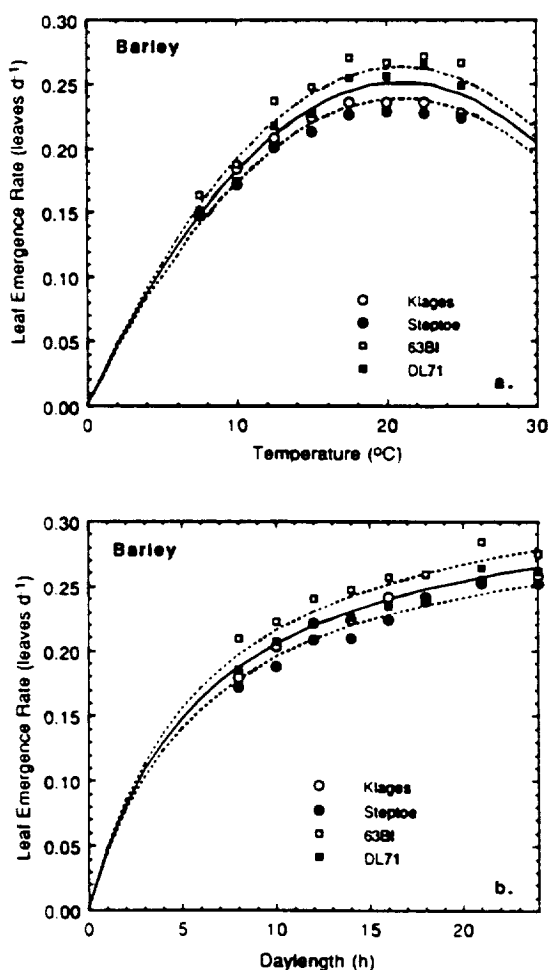 Barley
Leaf Emergence Rate (leaves d⁻¹)
0.30
0.25
0.20
0.15
0.10
0.05
0.00
Klages
Steptoe
63BI
DL71
a.
0
10
20
30
Temperature (ºC)
Barley
Leaf Emergence Rate (leaves d⁻¹)
0.30
0.25
0.20
0.15
0.10
0.05
0.00
Klages
Steptoe
63BI
DL71
b.
0
5
10
15
20
Daylength (h)